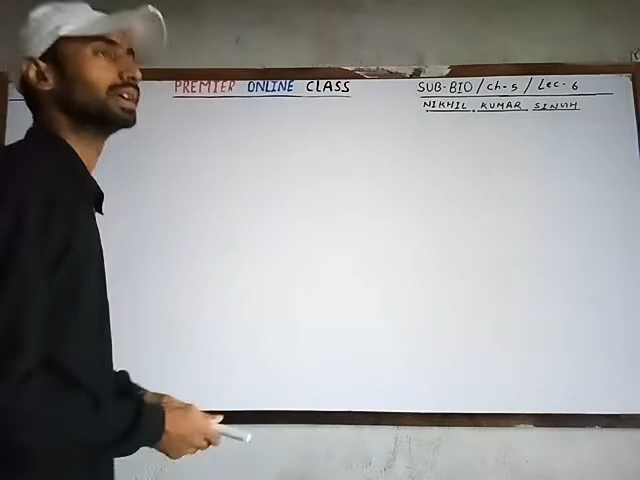 PREMIER ONLINE CLASS
SUB-BIO / Ch-5 / Lec-6
NIKHIL KUMAR SINGH